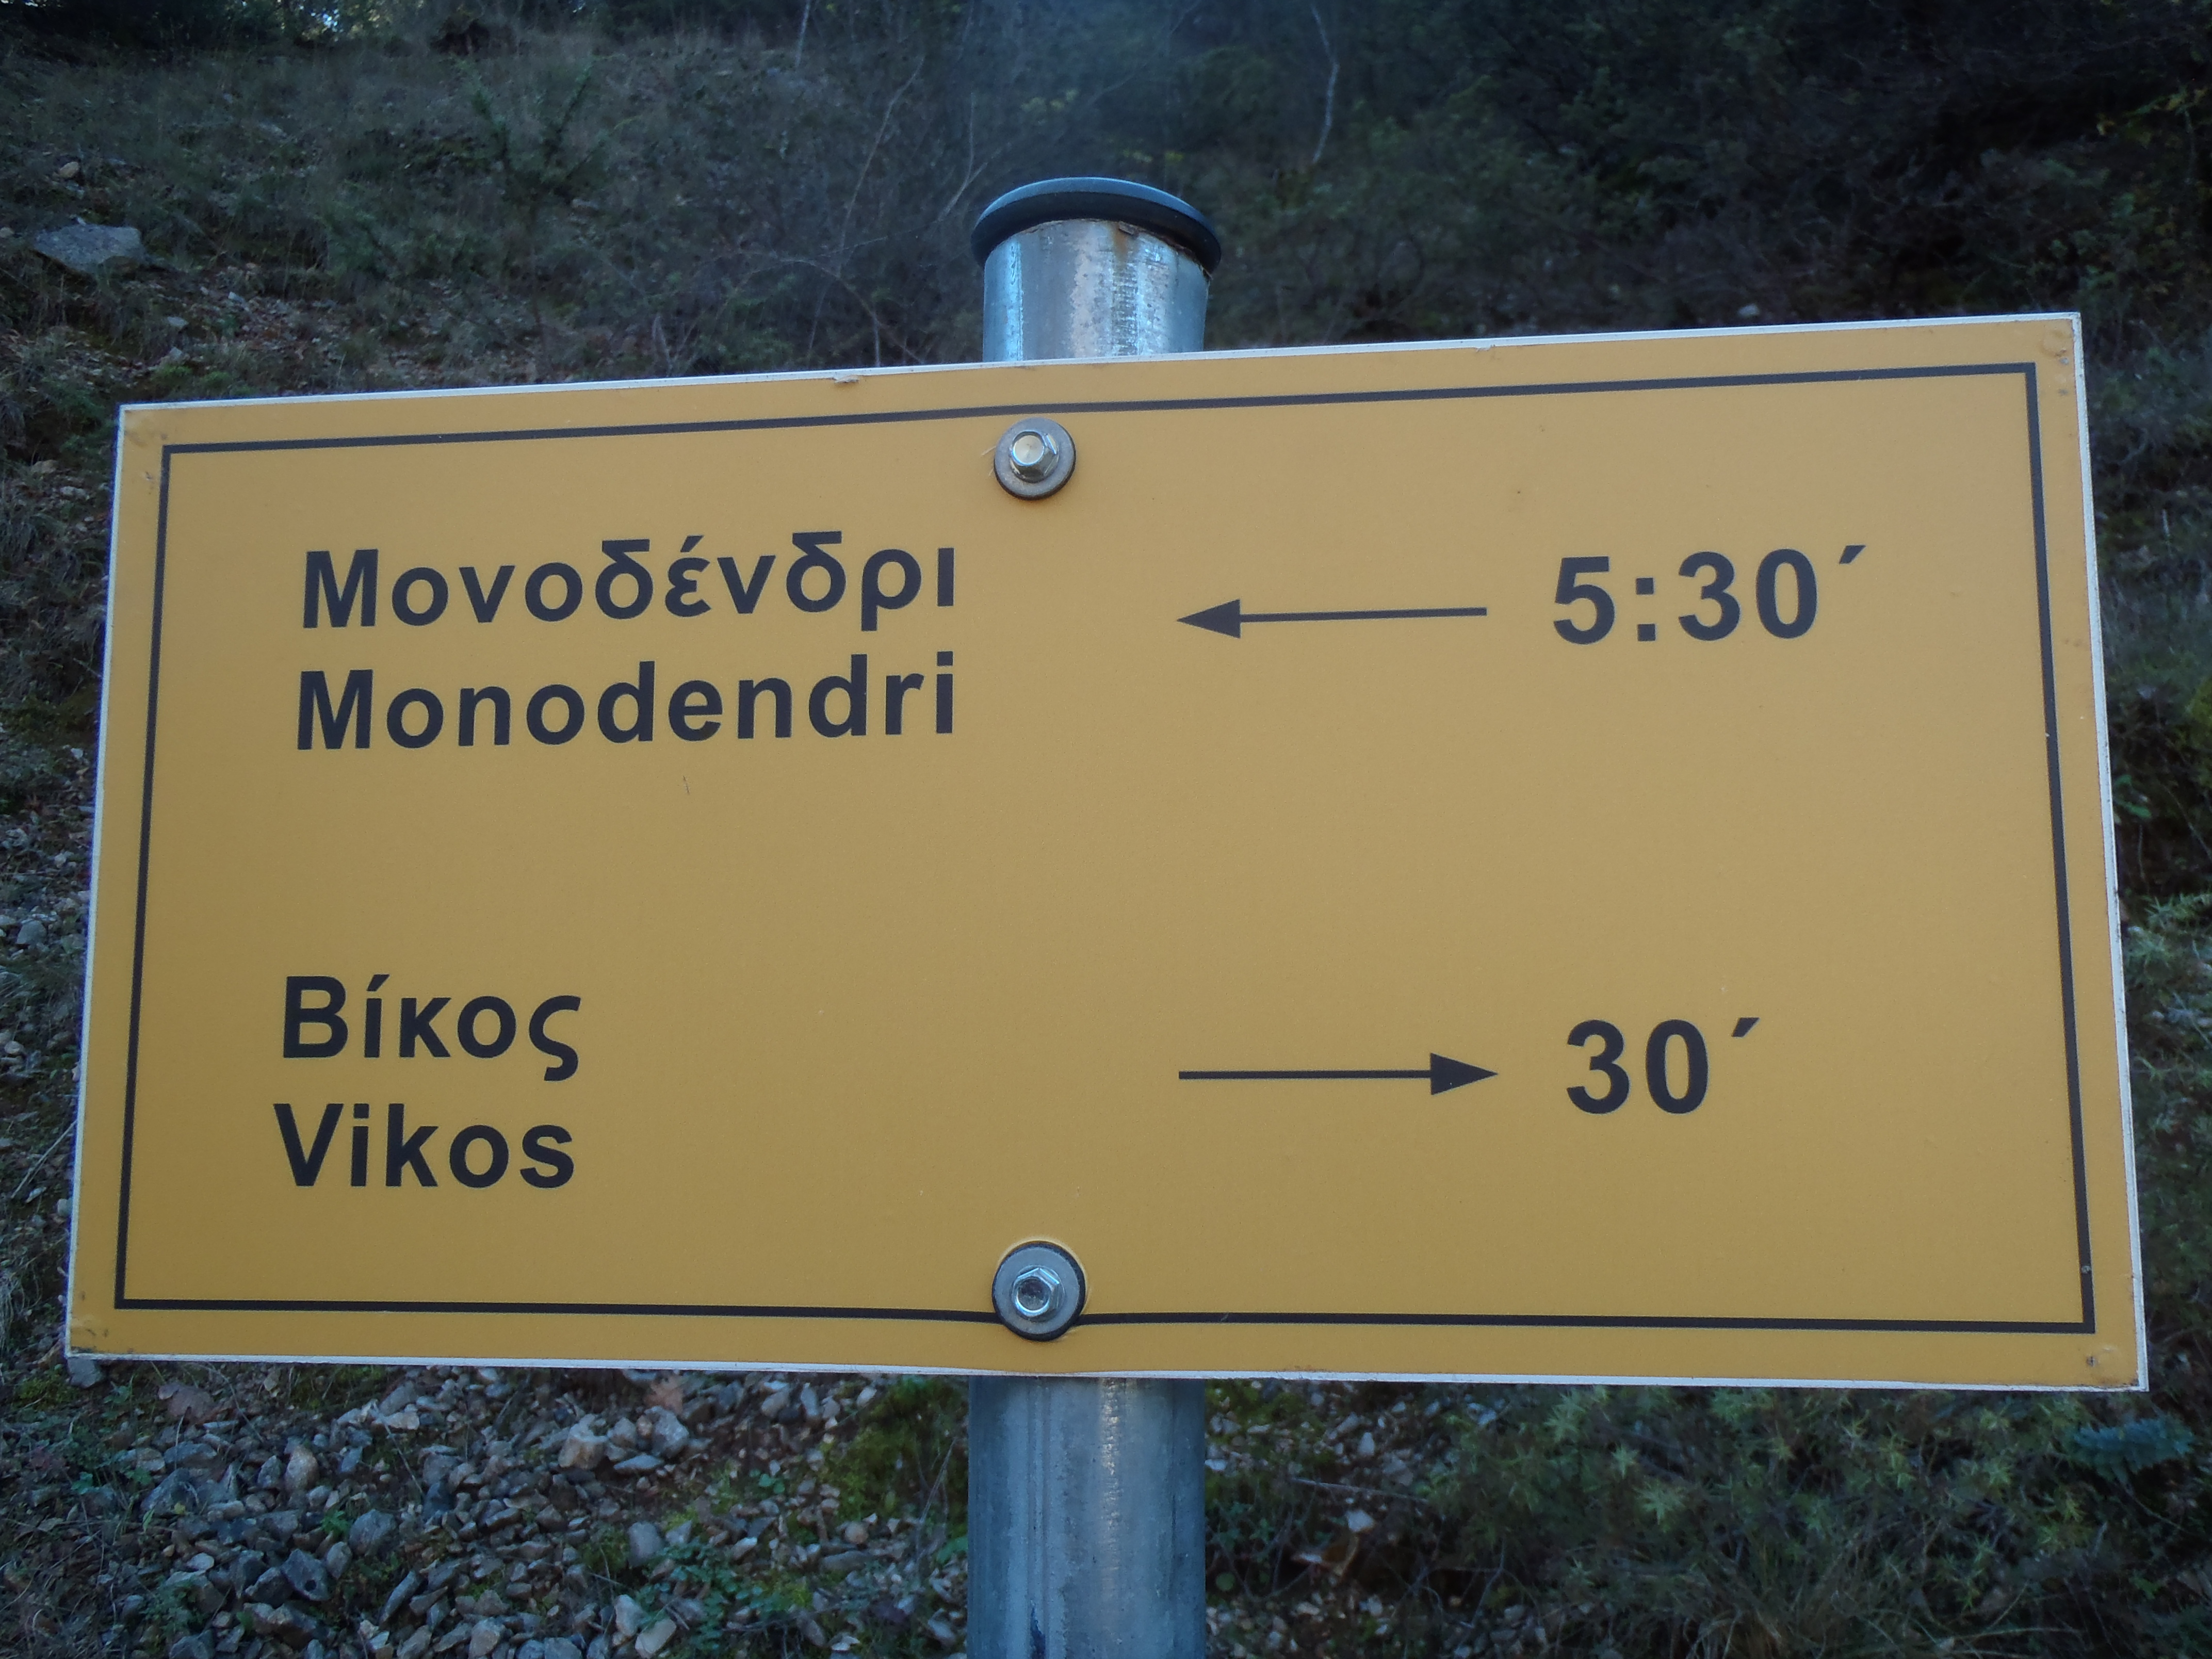 Μονοδένδρι ← 5:30΄
Monodendri
Βίκος → 30΄
Vikos